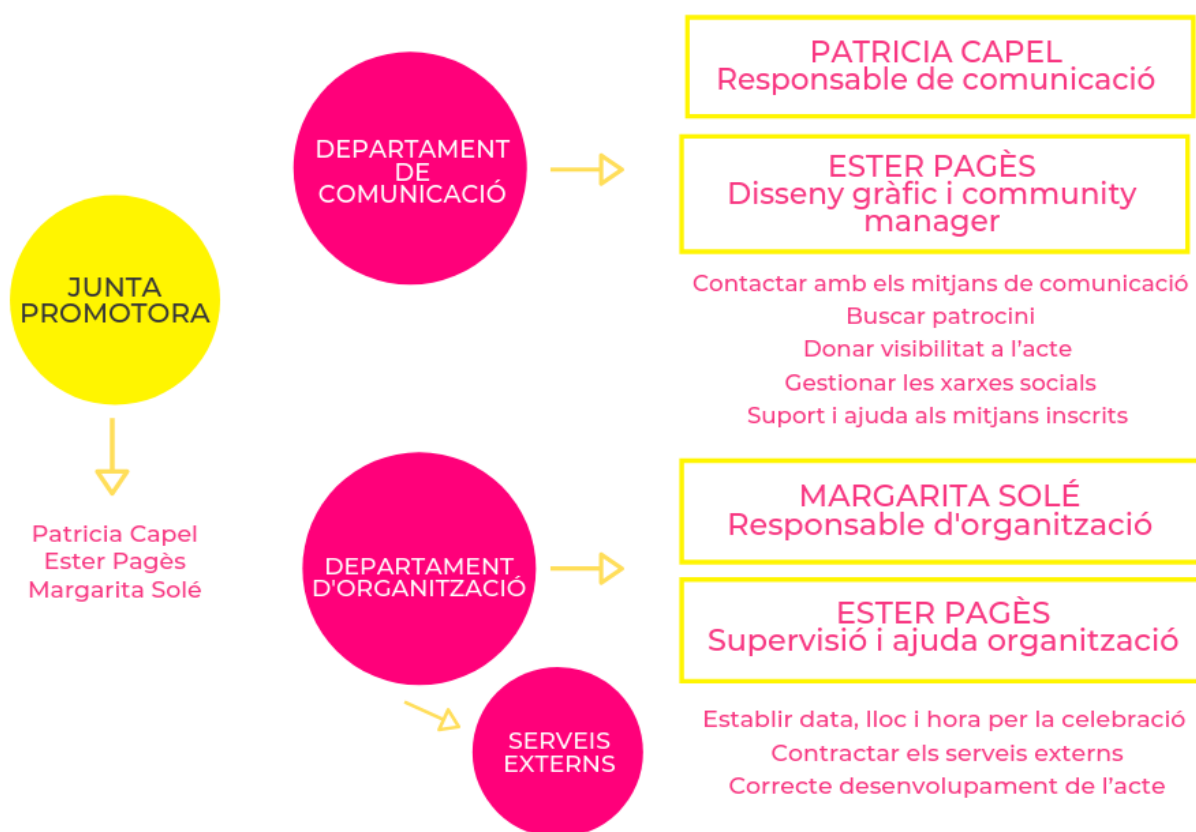 JUNTA
PROMOTORA
Patricia Capel
Ester Pagès
Margarita Solé
DEPARTAMENT
DE
COMUNICACIÓ
PATRICIA CAPEL
Responsable de comunicació
ESTER PAGÈS
Disseny gràfic i community
manager
Contactar amb els mitjans de comunicació
Buscar patrocini
Donar visibilitat a l’acte
Gestionar les xarxes socials
Suport i ajuda als mitjans inscrits
DEPARTAMENT
D'ORGANITZACIÓ
MARGARITA SOLÉ
Responsable d'organització
ESTER PAGÈS
Supervisió i ajuda organització
SERVEIS
EXTERNS
Establir data, lloc i hora per la celebració
Contractar els serveis externs
Correcte desenvolupament de l’acte